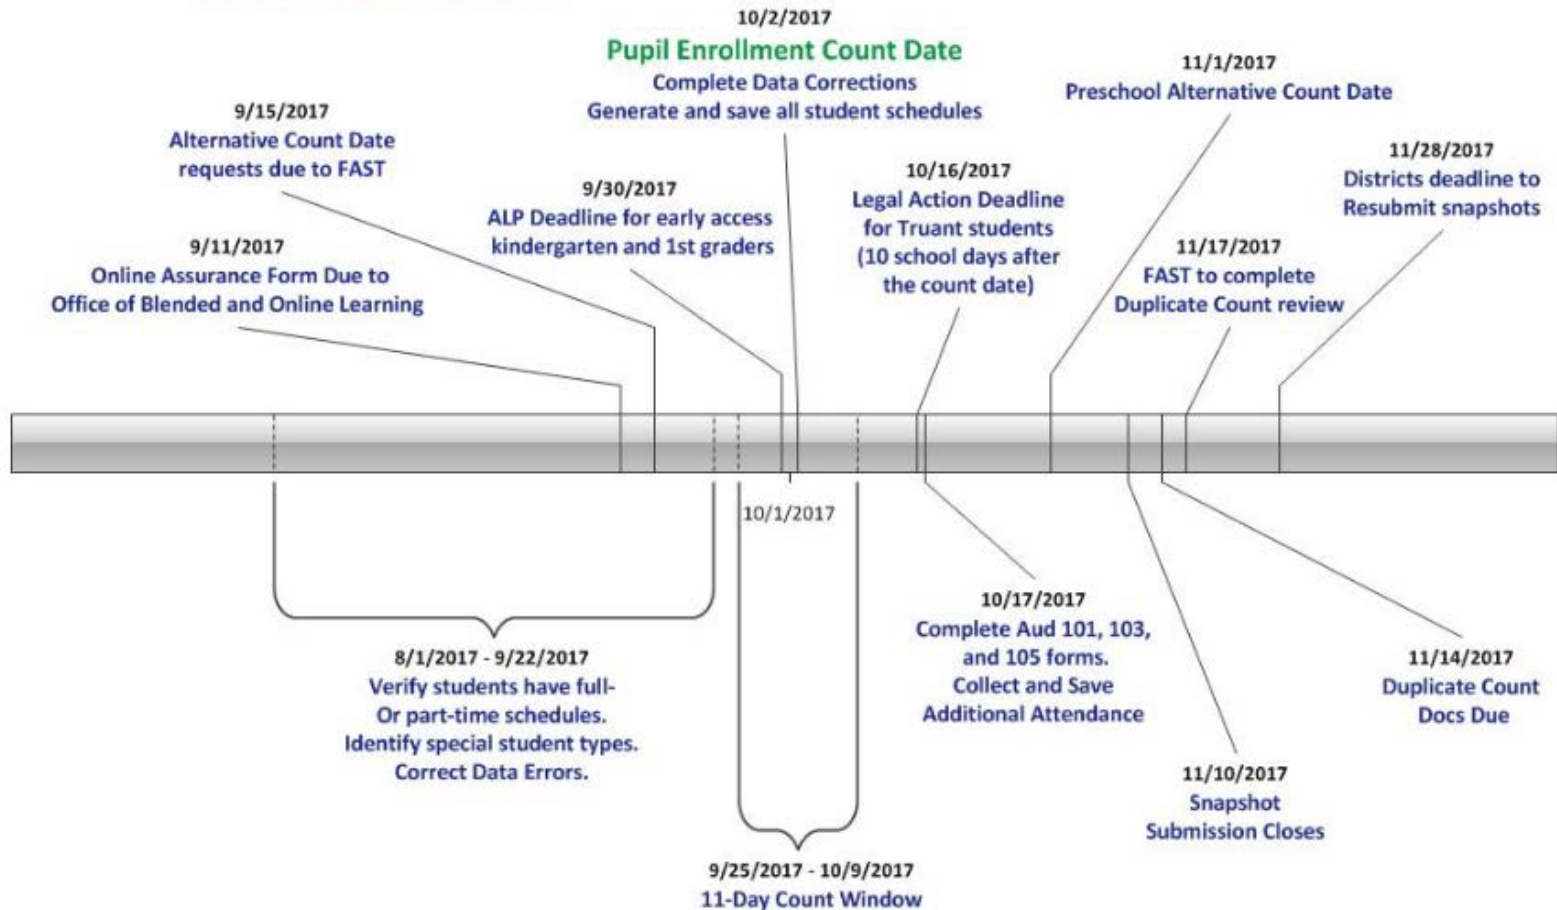 10/2/2017
Pupil Enrollment Count Date
Complete Data Corrections
Generate and save all student schedules
11/1/2017
Preschool Alternative Count Date
9/15/2017
Alternative Count Date
requests due to FAST
11/28/2017
Districts deadline to
Resubmit snapshots
10/16/2017
Legal Action Deadline
for Truant students
(10 school days after
the count date)
9/30/2017
ALP Deadline for early access
kindergarten and 1st graders
9/11/2017
Online Assurance Form Due to
Office of Blended and Online Learning
11/17/2017
FAST to complete
Duplicate Count review
10/1/2017
8/1/2017 - 9/22/2017
Verify students have full-
Or part-time schedules.
Identify special student types.
Correct Data Errors.
10/17/2017
Complete Aud 101, 103,
and 105 forms.
Collect and Save
Additional Attendance
11/14/2017
Duplicate Count
Docs Due
11/10/2017
Snapshot
Submission Closes
9/25/2017 - 10/9/2017
11-Day Count Window